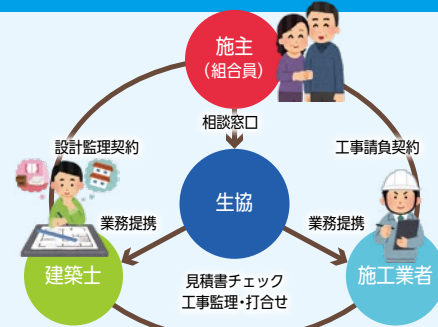 施主
（組合員）
相談窓口
設計監理契約
工事請負契約
生協
業務提携
業務提携
建築士
施工業者
見積書チェック
工事監理・打合せ